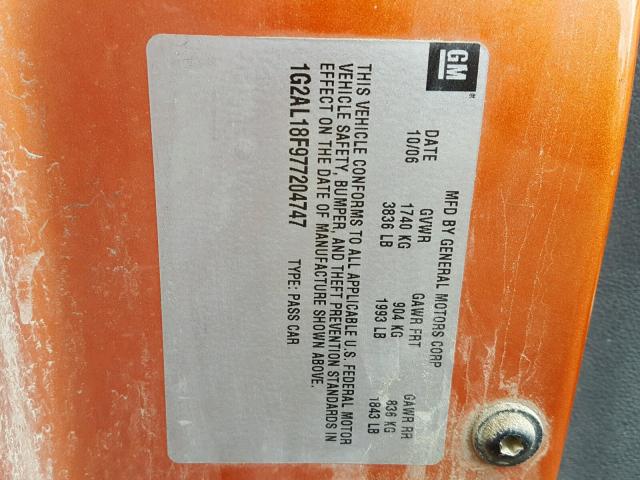 GM
MFD BY GENERAL MOTORS CORP
DATE GVWR GAWR FRT GAWR RR
10/06 1740 KG 904 KG 836 KG
3836 LB 1993 LB 1843 LB
THIS VEHICLE CONFORMS TO ALL APPLICABLE U.S. FEDERAL MOTOR
VEHICLE SAFETY, BUMPER, AND THEFT PREVENTION STANDARDS IN
EFFECT ON THE DATE OF MANUFACTURE SHOWN ABOVE.
1G2AL18F977204747 TYPE: PASS CAR